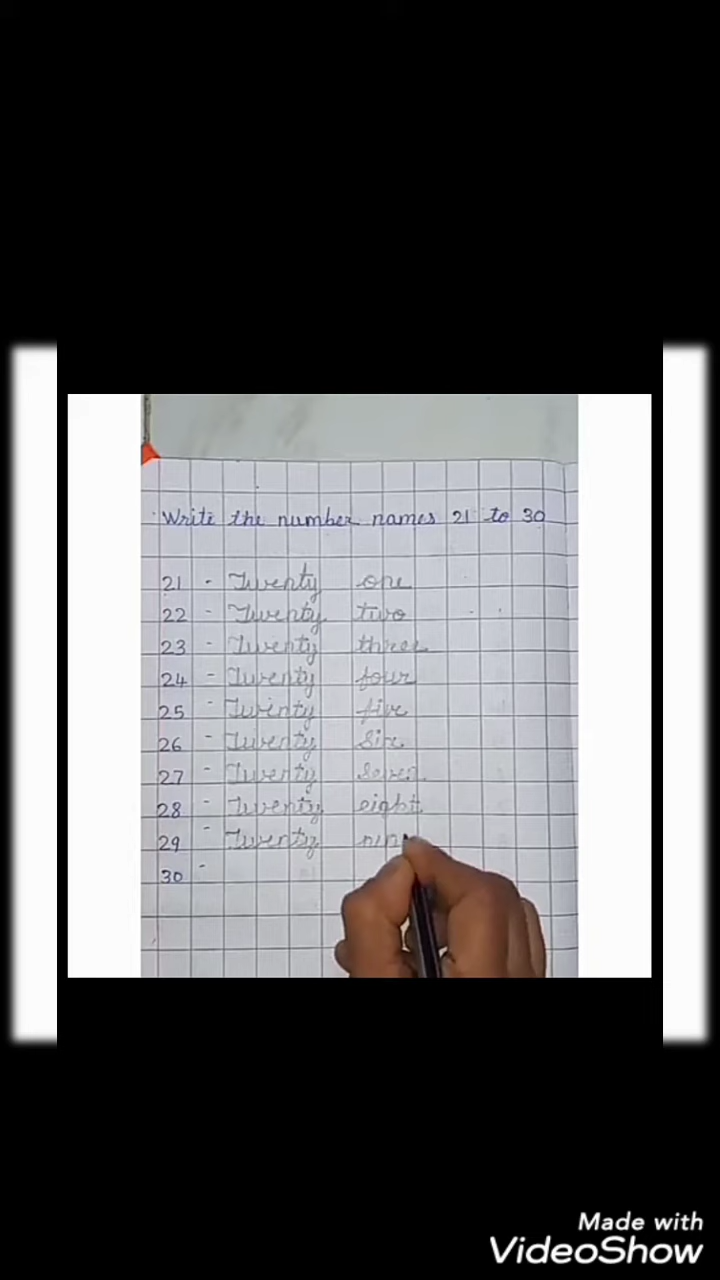 Write the number names 21 to 30
21 - Twenty one
22 - Twenty two
23 - Twenty three
24 - Twenty four
25 - Twenty five
26 - Twenty six
27 - Twenty seven
28 - Twenty eight
29 - Twenty nin
30 -
Made with
VideoShow